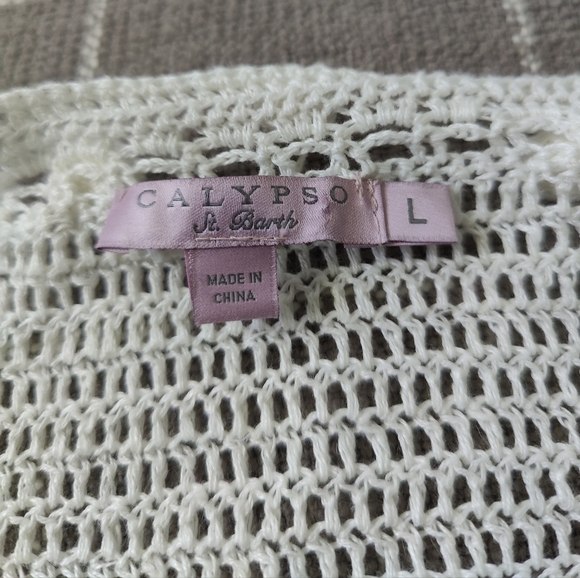 CALYPSO
St. Barth
L
MADE IN
CHINA